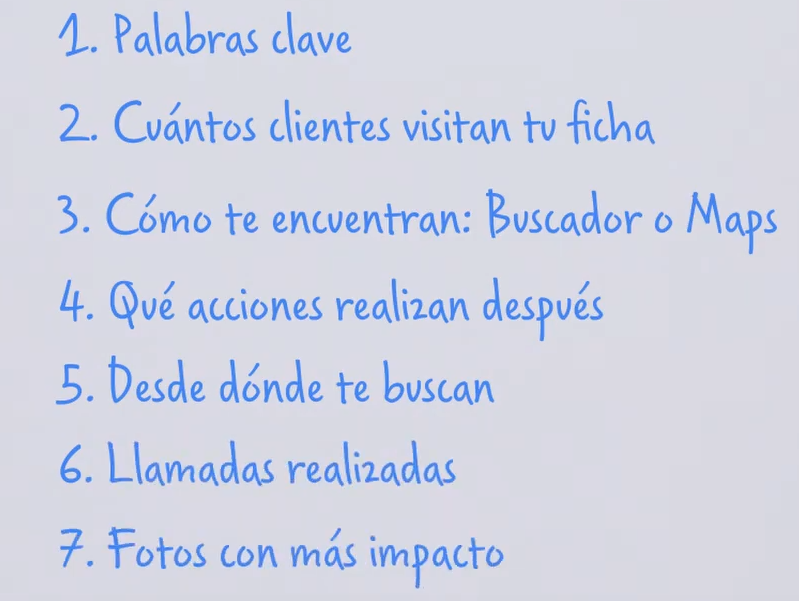 1. Palabras clave
2. Cuántos clientes visitan tu ficha
3. Cómo te encuentran: Buscador o Maps
4. Qué acciones realizan después
5. Desde dónde te buscan
6. Llamadas realizadas
7. Fotos con más impacto